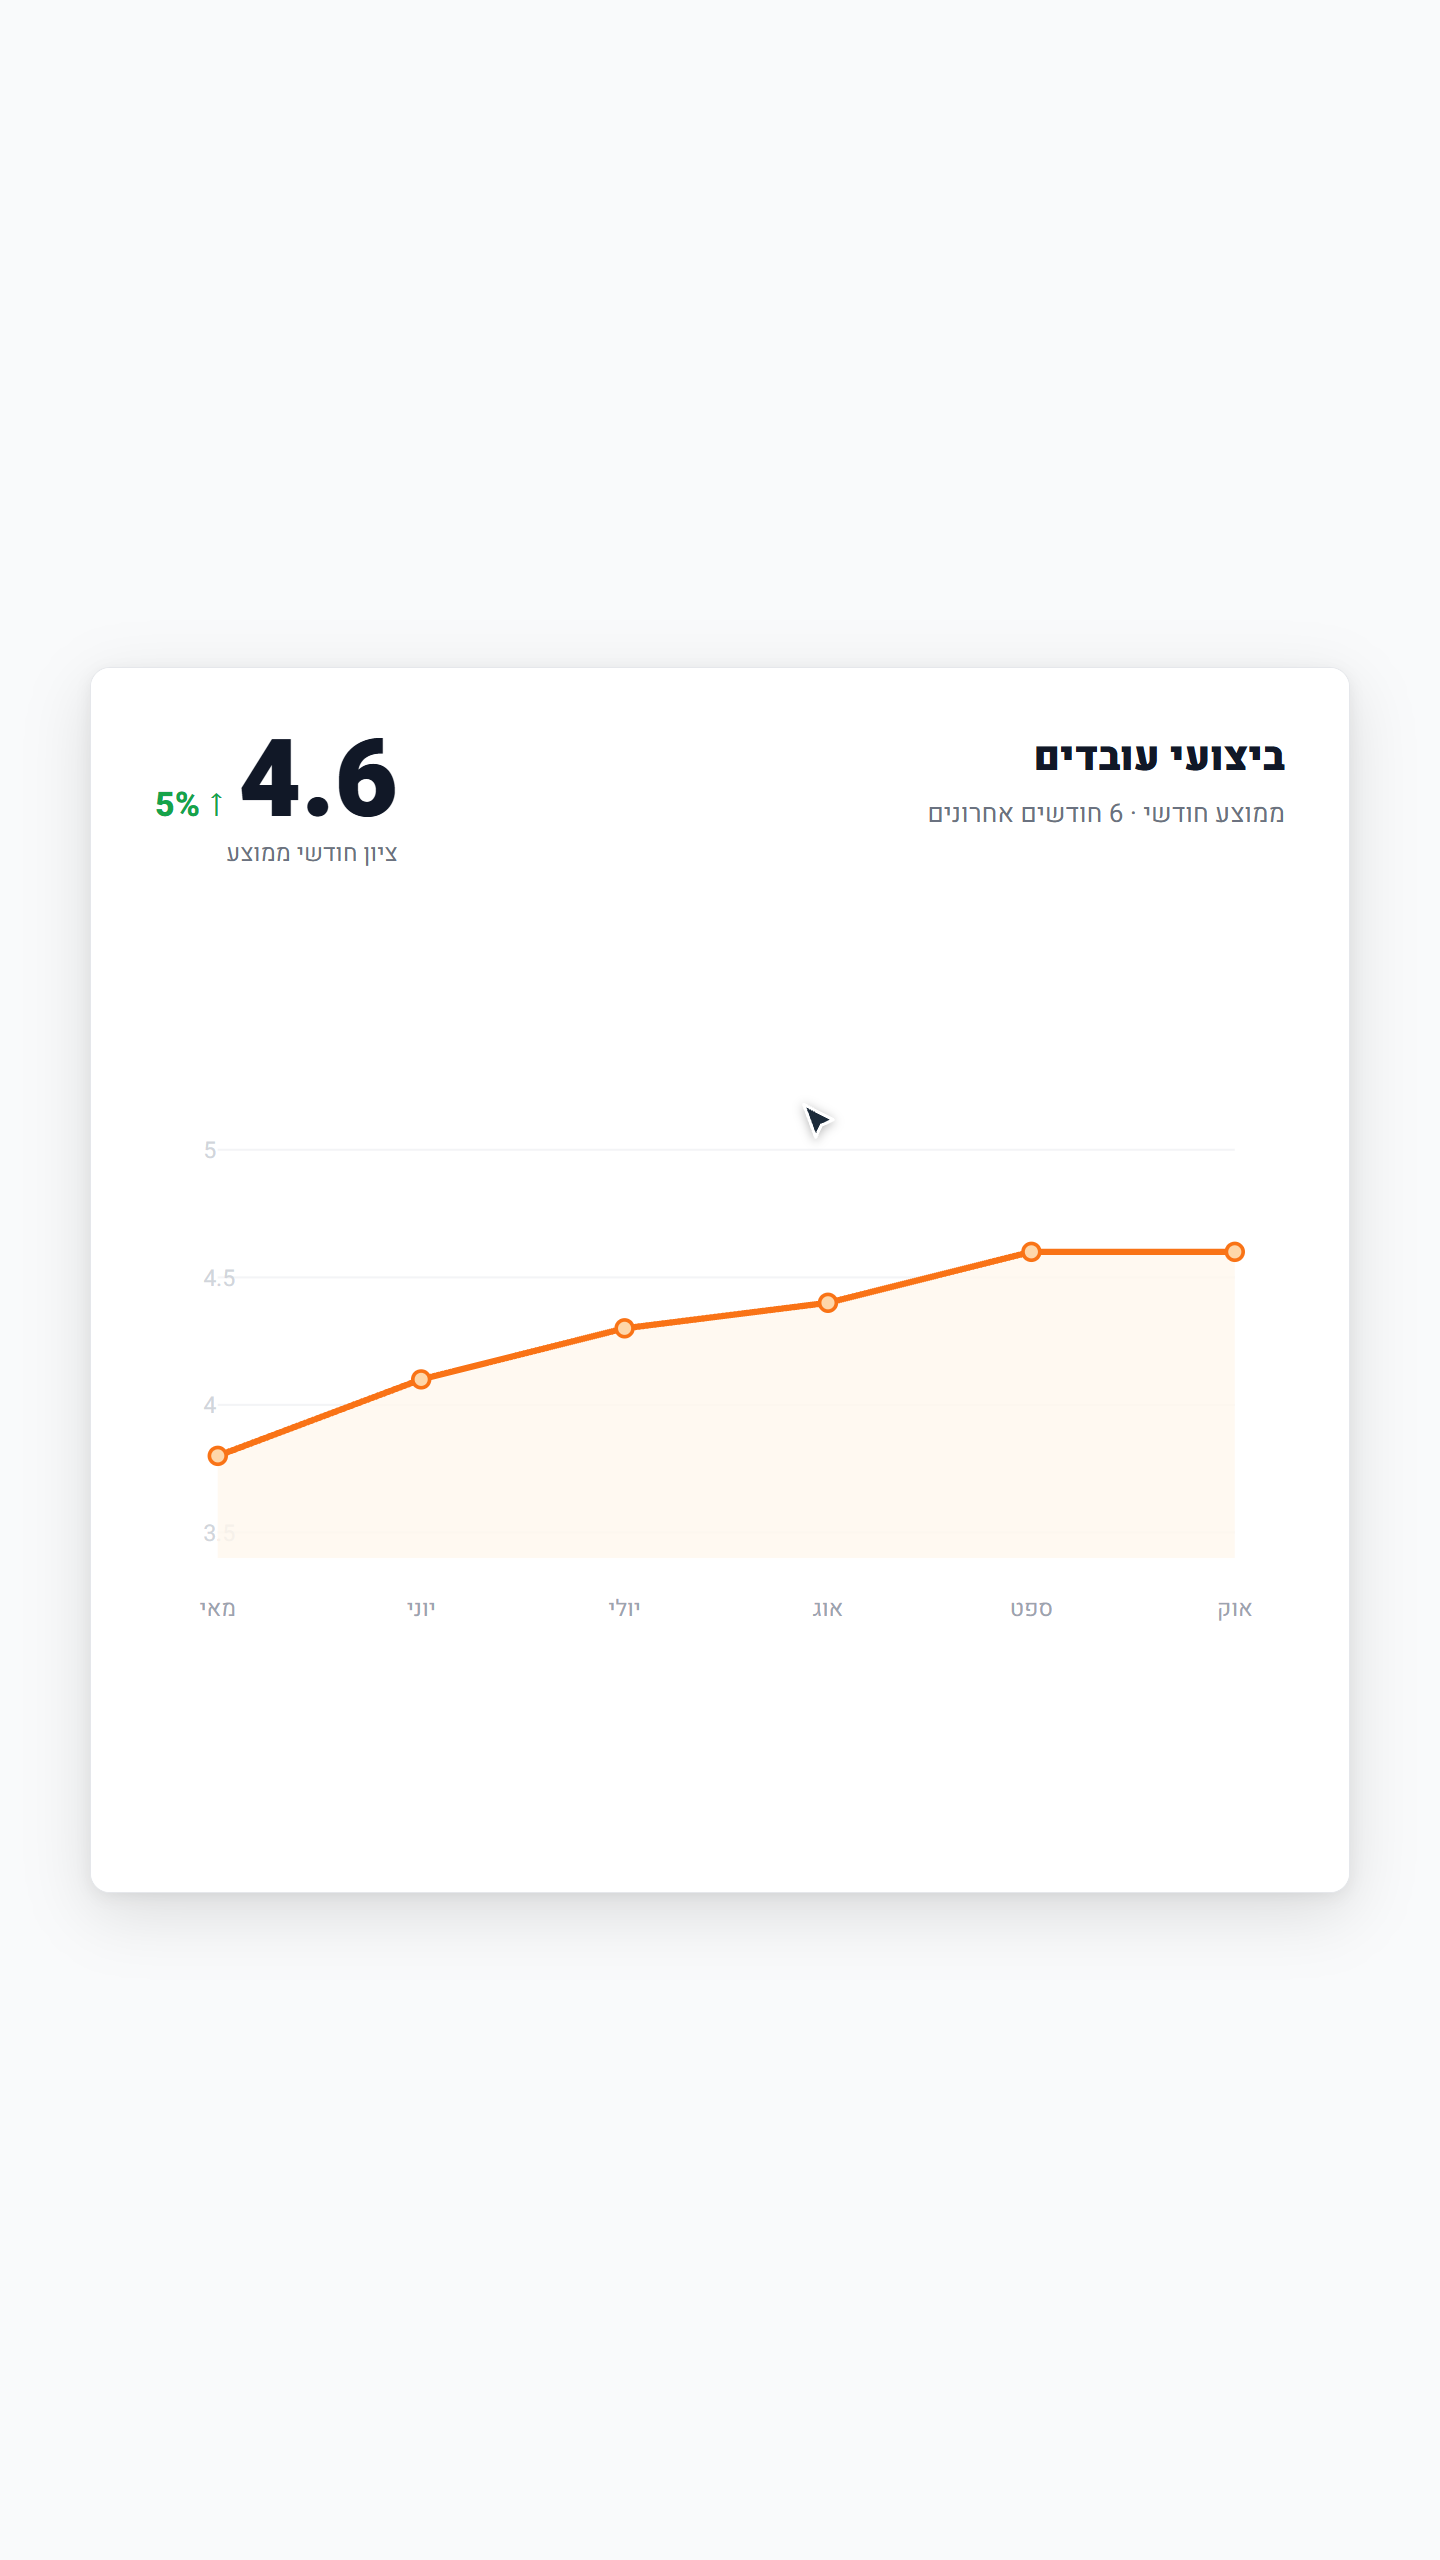 ביצועי עובדים
ממוצע חודשי · 6 חודשים אחרונים
4.6 ↑ 5%
ציון חודשי ממוצע
5
4.5
4
3.5
מאי
יוני
יולי
אוג
ספט
אוק